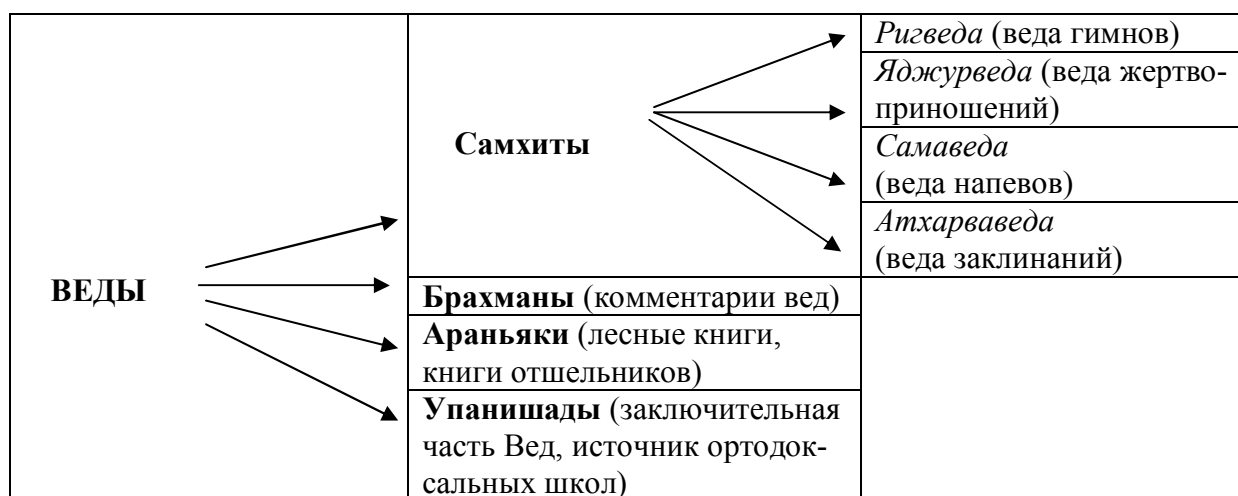 ВЕДЫ
Самхиты
Ригведа (веда гимнов)
Яджурведа (веда жертво-
приношений)
Самаведа
(веда напевов)
Атхарваведа
(веда заклинаний)
Брахманы (комментарии вед)
Араньяки (лесные книги,
книги отшельников)
Упанишады (заключительная
часть Вед, источник ортодок-
сальных школ)